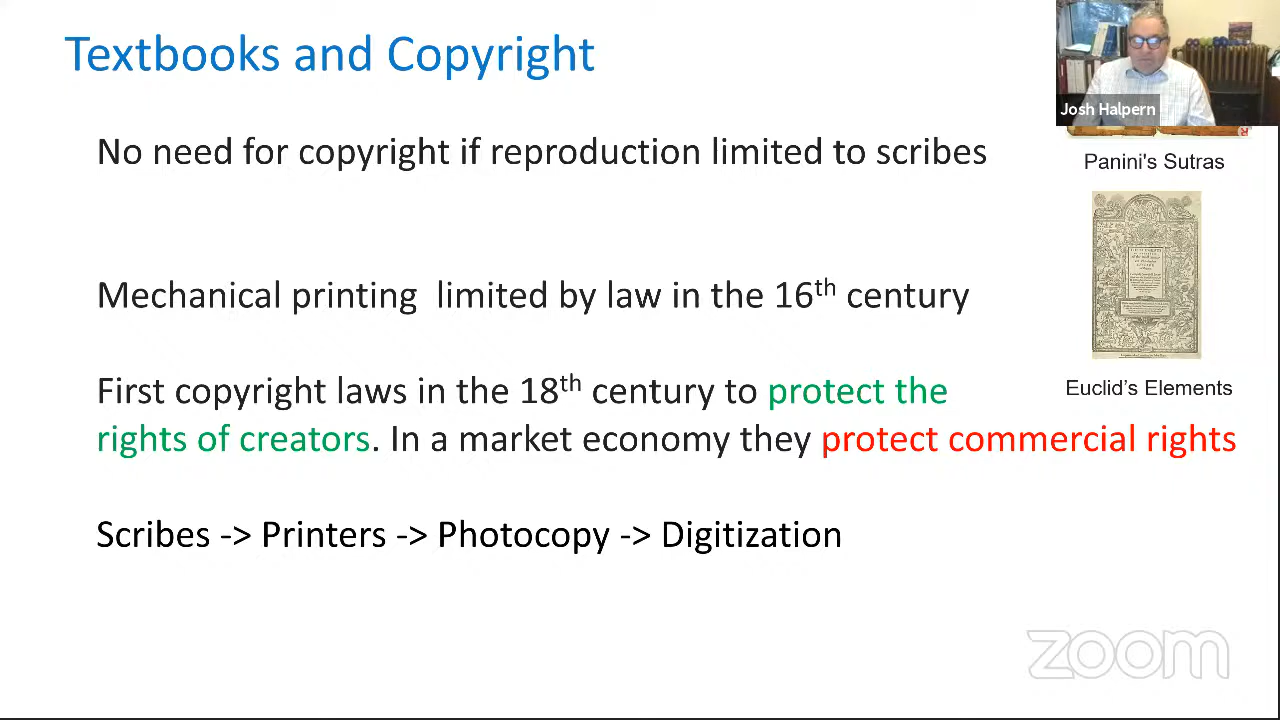 Textbooks and Copyright
Josh Halpern
No need for copyright if reproduction limited to scribes
Panini's Sutras
Mechanical printing limited by law in the 16th century
Euclid’s Elements
First copyright laws in the 18th century to protect the
rights of creators. In a market economy they protect commercial rights
Scribes -> Printers -> Photocopy -> Digitization
zoom